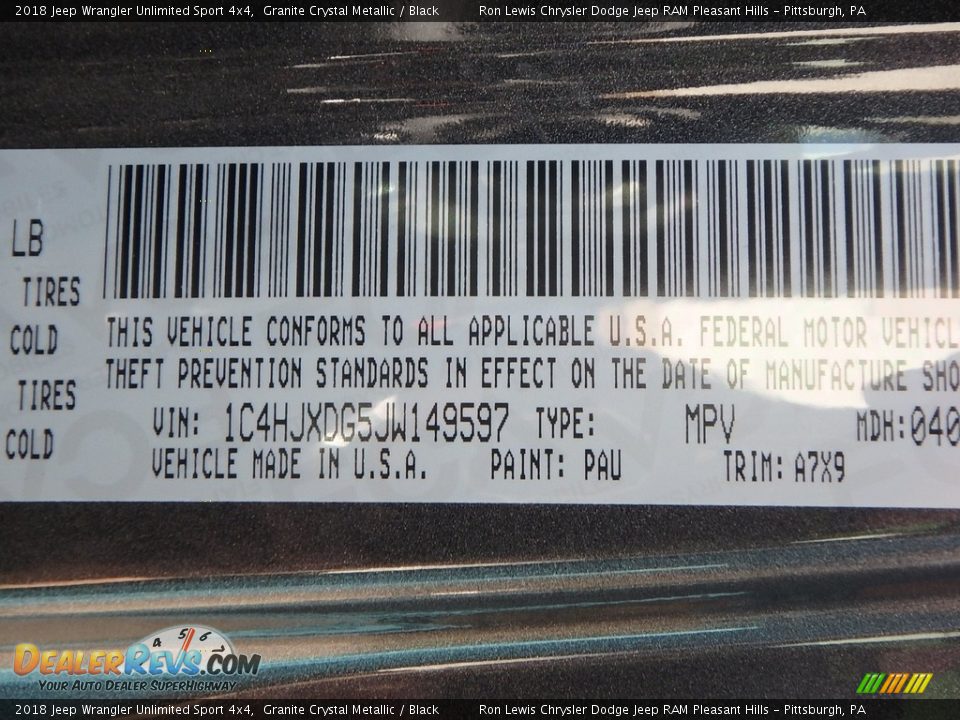 2018 Jeep Wrangler Unlimited Sport 4x4,  Granite Crystal Metallic / Black     Ron Lewis Chrysler Dodge Jeep RAM Pleasant Hills - Pittsburgh, PA
LB
TIRES
COLD
TIRES
COLD
THIS VEHICLE CONFORMS TO ALL APPLICABLE U.S.A. FEDERAL MOTOR VEHICL
THEFT PREVENTION STANDARDS IN EFFECT ON THE DATE OF MANUFACTURE SHO
VIN: 1C4HJXDG5JW149597 TYPE: MPV MDH:040
VEHICLE MADE IN U.S.A. PAINT: PAU TRIM: A7X9
4 5 6
DealerRevs.com
Your Auto Dealer SuperHighway
2018 Jeep Wrangler Unlimited Sport 4x4,  Granite Crystal Metallic / Black     Ron Lewis Chrysler Dodge Jeep RAM Pleasant Hills - Pittsburgh, PA